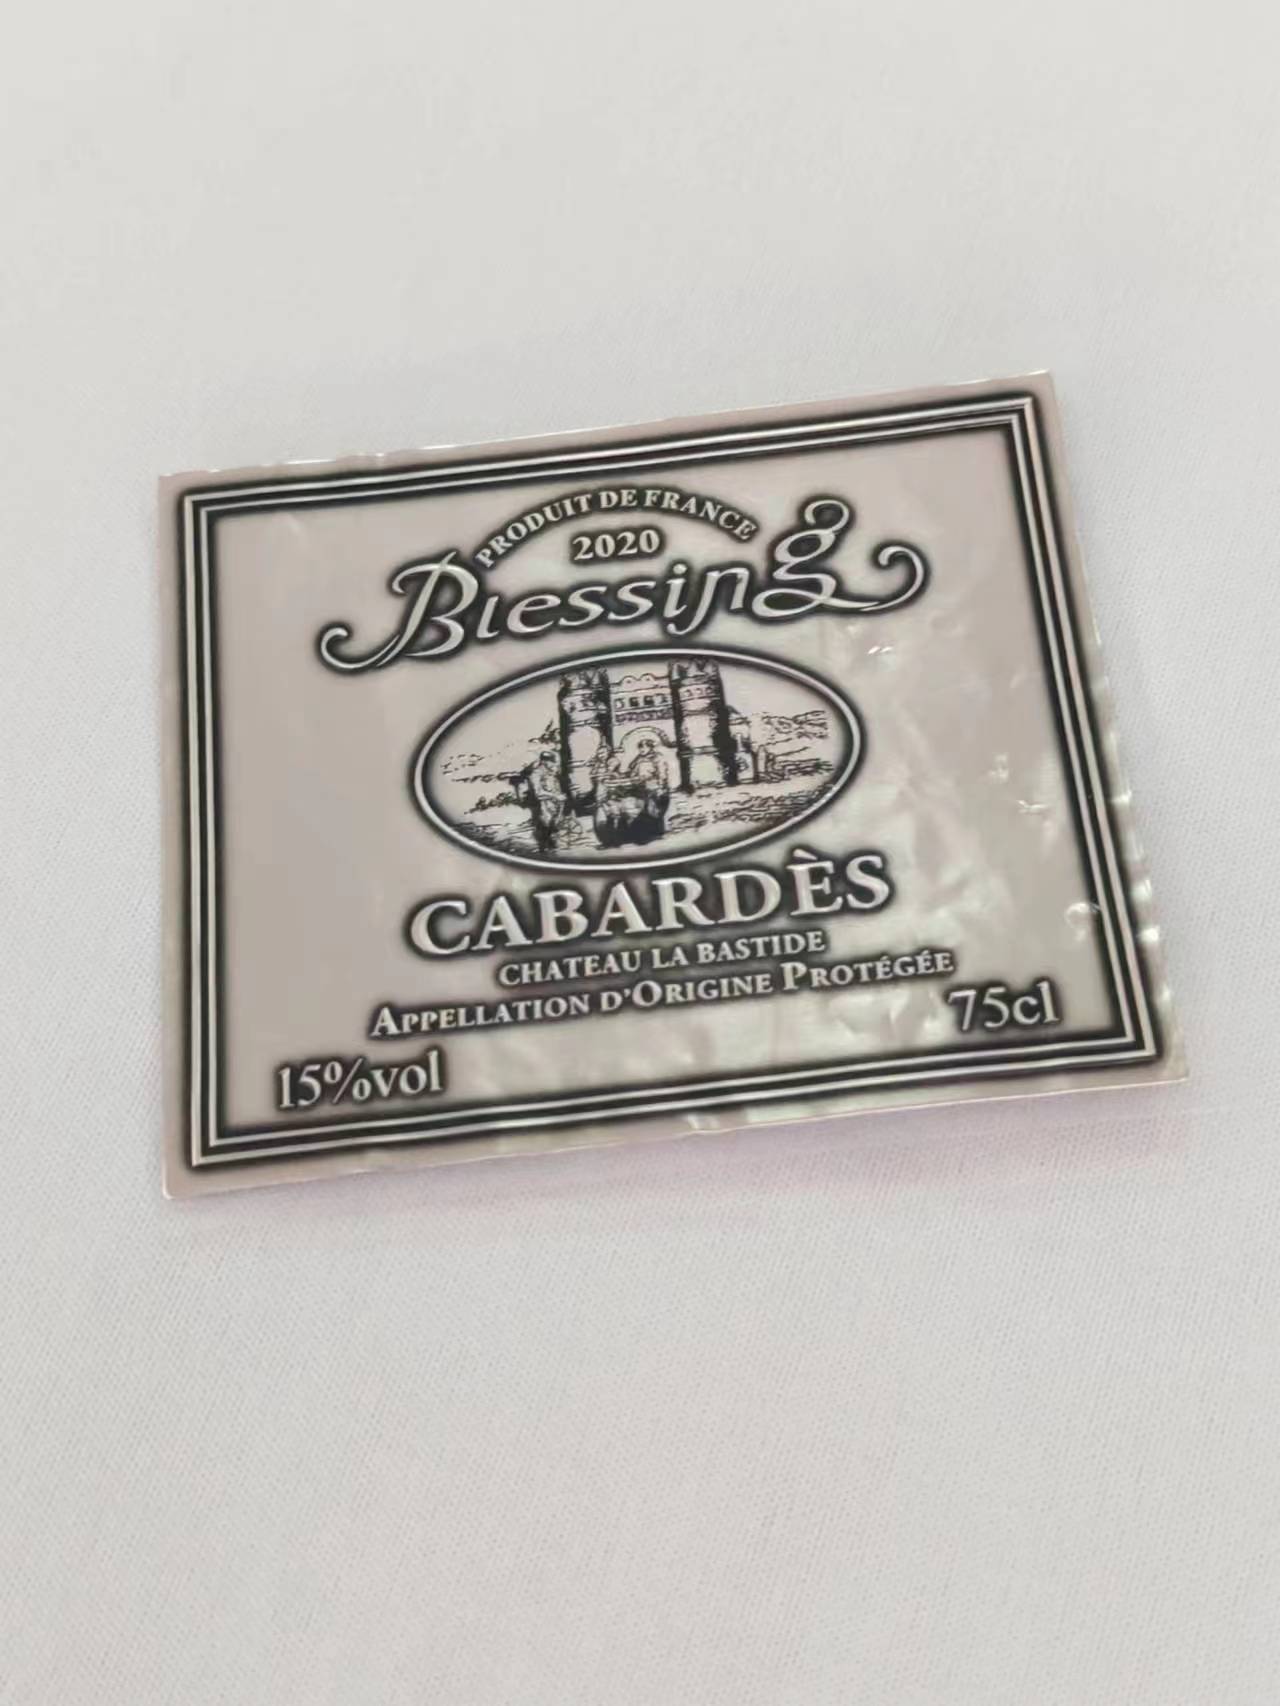 PRODUIT DE FRANCE
2020
Blessing
CABARDÈS
CHATEAU LA BASTIDE
APPELLATION D'ORIGINE PROTÉGÉE
15%vol
75cl